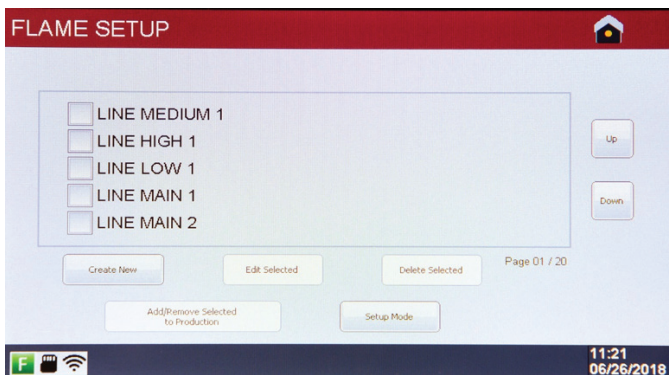 FLAME SETUP
LINE MEDIUM 1
LINE HIGH 1
LINE LOW 1
LINE MAIN 1
LINE MAIN 2
Up
Down
Page 01 / 20
Create New
Edit Selected
Delete Selected
Add/Remove Selected
to Production
Setup Mode
F
11:21
06/26/2018